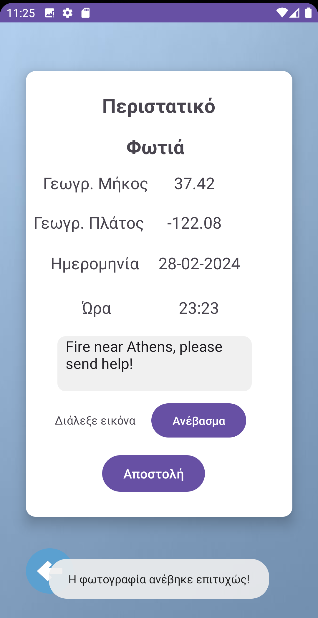 11:25
Περιστατικό
Φωτιά
Γεωγρ. Μήκος 37.42
Γεωγρ. Πλάτος -122.08
Ημερομηνία 28-02-2024
Ώρα 23:23
Fire near Athens, please
send help!
Διάλεξε εικόνα Ανέβασμα
Αποστολή
Η φωτογραφία ανέβηκε επιτυχώς!